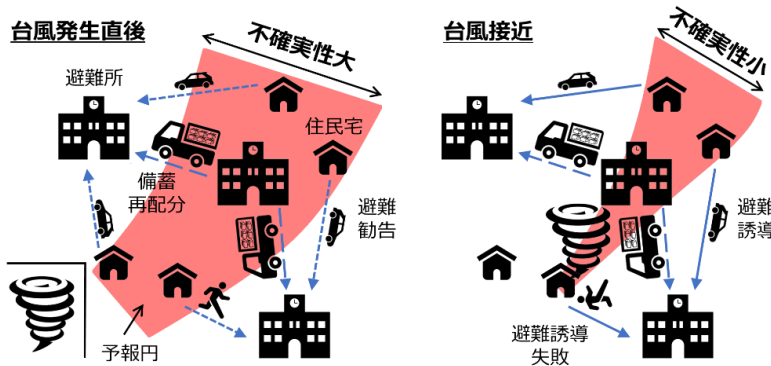 台風発生直後
不確実性大
避難所
住民宅
備蓄
再配分
避難
勧告
予報円
台風接近
不確実性小
避難
誘導
避難誘導
失敗